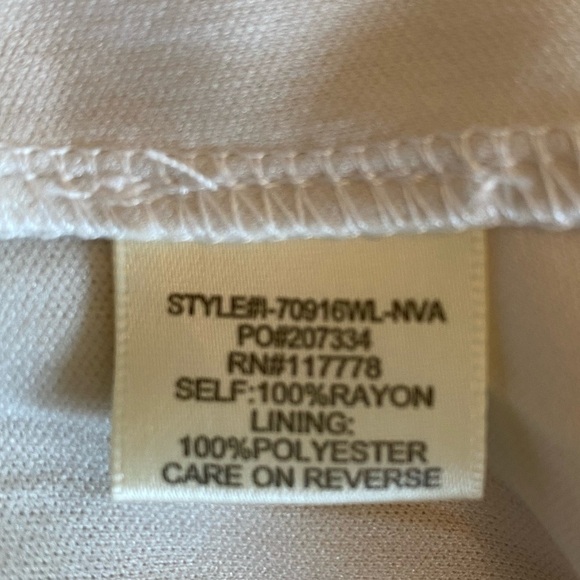 STYLE#I-70916WL-NVA
PO#207334
RN#117778
SELF:100%RAYON
LINING:
100%POLYESTER
CARE ON REVERSE